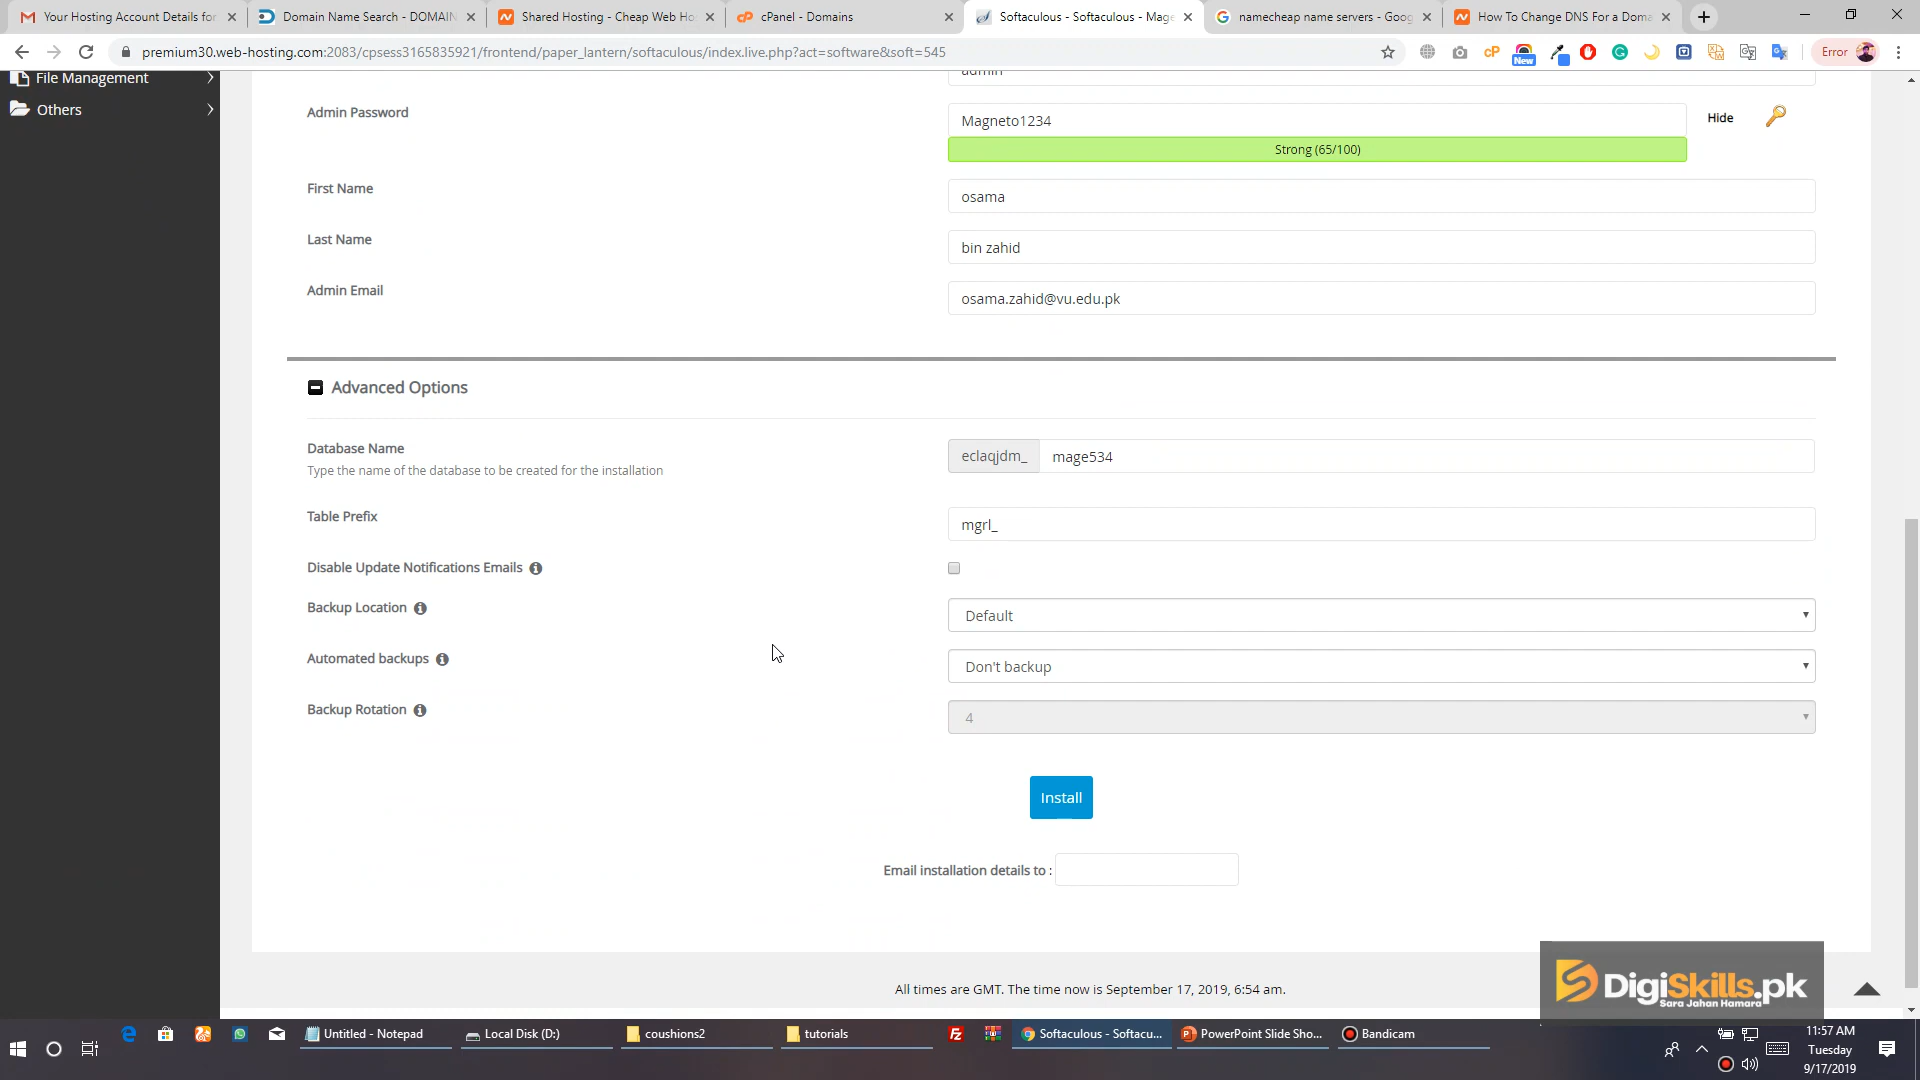 Your Hosting Account Details for
Domain Name Search - DOMAIN
Shared Hosting - Cheap Web Ho
cPanel - Domains
Softaculous - Softaculous - Mage
namecheap name servers - Goog
How To Change DNS For a Doma
premium30.web-hosting.com:2083/cpsess3165835921/frontend/paper_lantern/softaculous/index.live.php?act=software&soft=545
cP
New
Error
File Management
Others
admin
Admin Password
Magneto1234
Hide
Strong (65/100)
First Name
osama
Last Name
bin zahid
Admin Email
osama.zahid@vu.edu.pk
Advanced Options
Database Name
Type the name of the database to be created for the installation
eclaqjdm_
mage534
Table Prefix
mgrl_
Disable Update Notifications Emails
Backup Location
Default
Automated backups
Don't backup
Backup Rotation
4
Install
Email installation details to :
All times are GMT. The time now is September 17, 2019, 6:54 am.
DigiSkills.pk
Sara Jahan Hamara
Untitled - Notepad
Local Disk (D:)
coushions2
tutorials
Softaculous - Softacu...
PowerPoint Slide Sho...
Bandicam
11:57 AM
Tuesday
9/17/2019